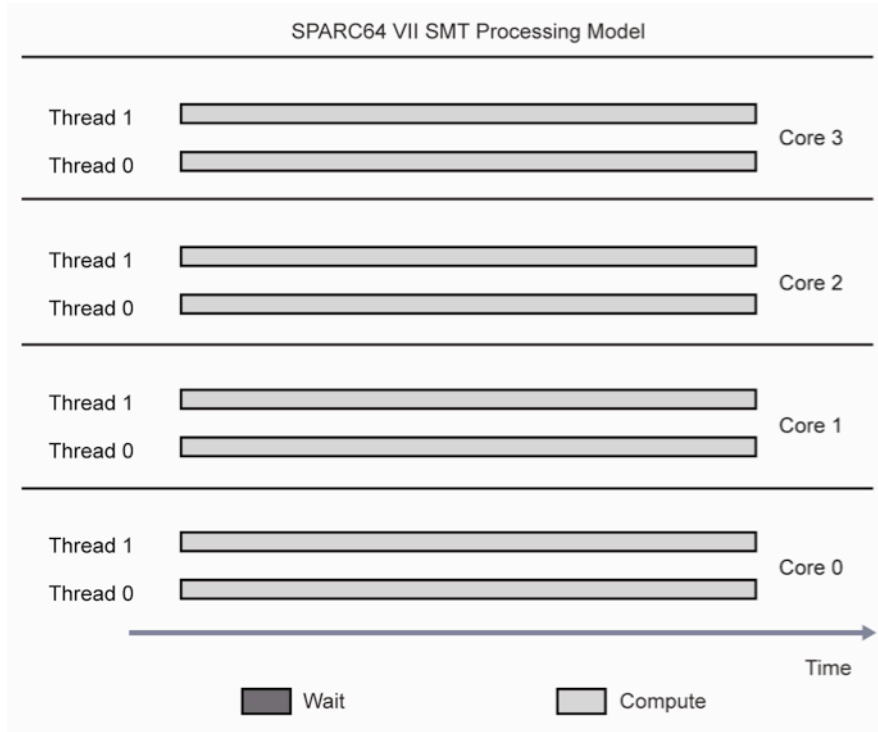 SPARC64 VII SMT Processing Model
Thread 1
Core 3
Thread 0
Thread 1
Core 2
Thread 0
Thread 1
Core 1
Thread 0
Thread 1
Core 0
Thread 0
Time
Wait Compute